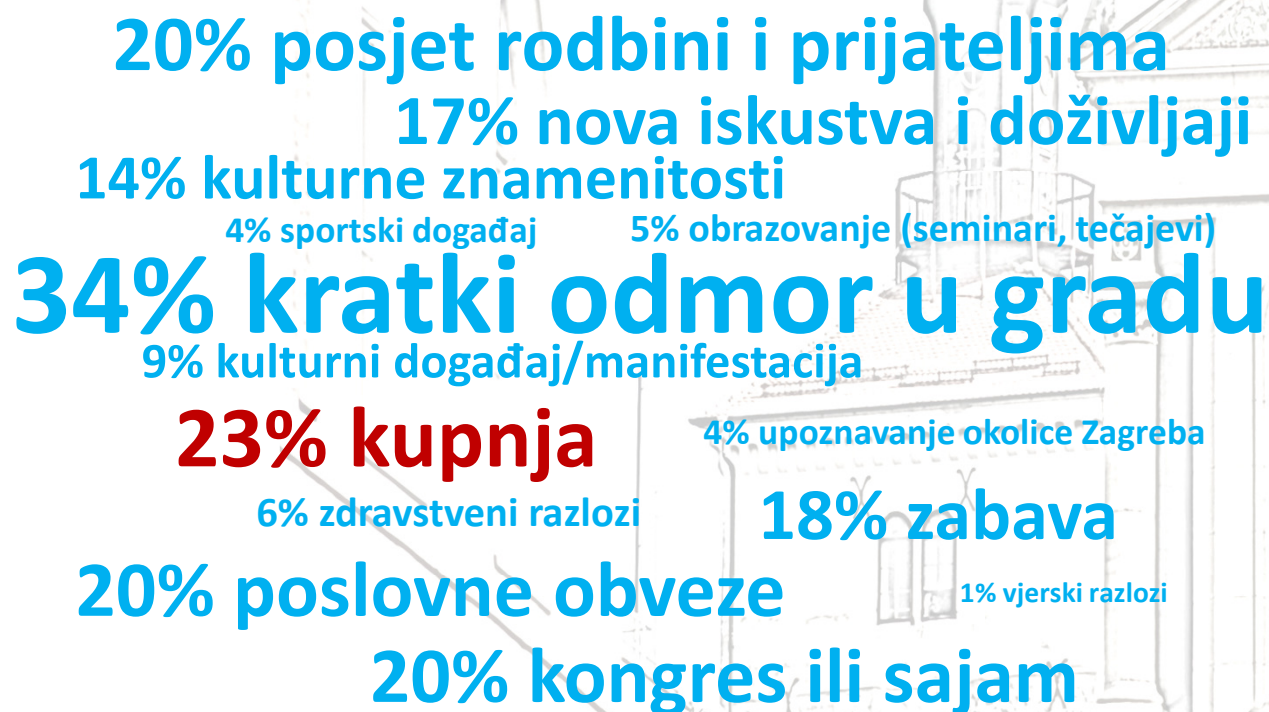 20% posjet rodbini i prijateljima
17% nova iskustva i doživljaji
14% kulturne znamenitosti
4% sportski događaj
5% obrazovanje (seminari, tečajevi)
34% kratki odmor u gradu
9% kulturni događaj/manifestacija
23% kupnja
4% upoznavanje okolice Zagreba
6% zdravstveni razlozi
18% zabava
20% poslovne obveze
1% vjerski razlozi
20% kongres ili sajam